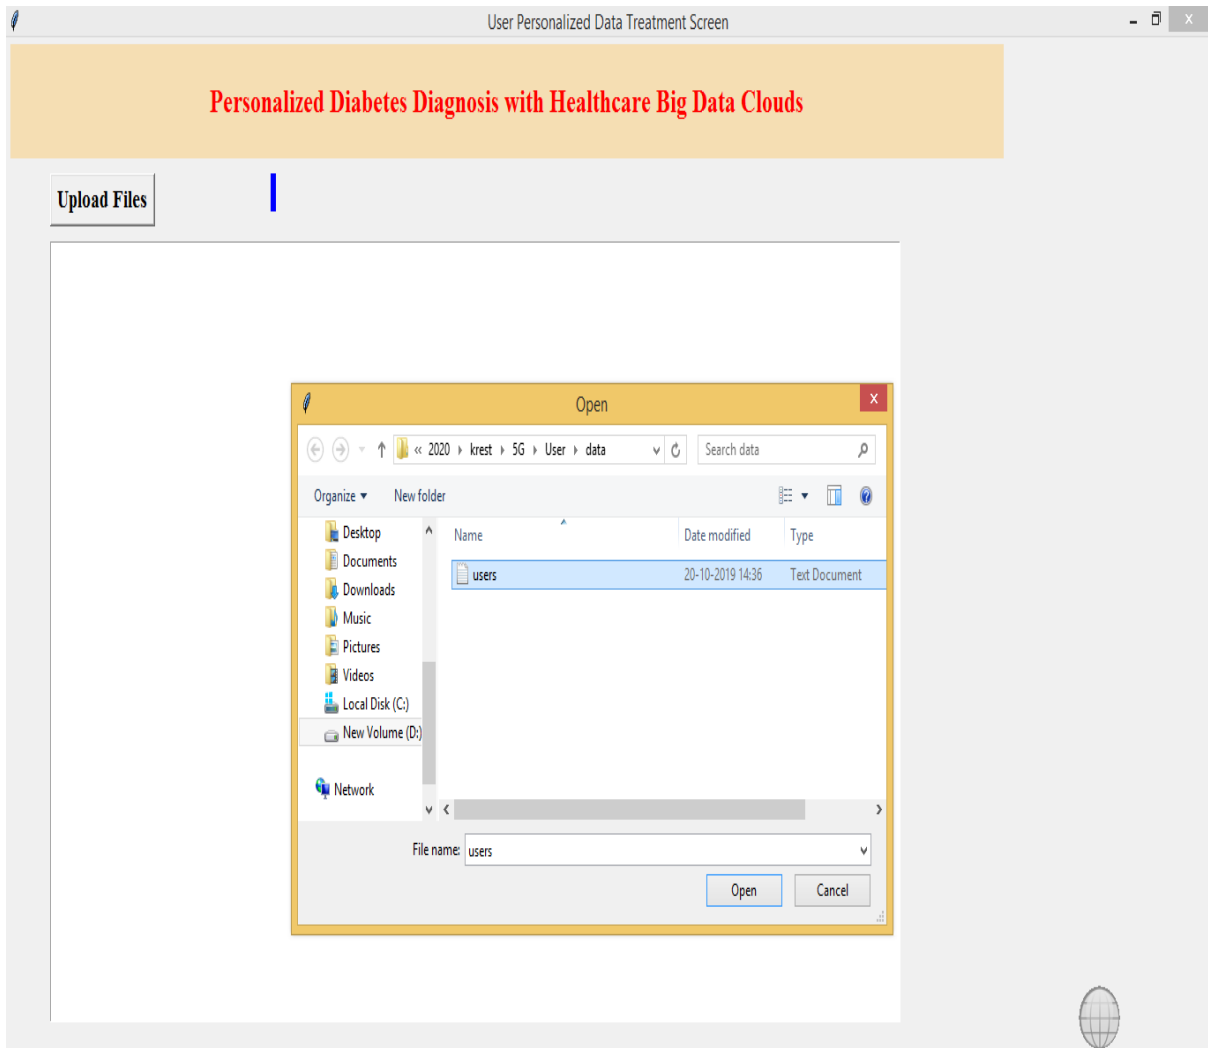 User Personalized Data Treatment Screen
Personalized Diabetes Diagnosis with Healthcare Big Data Clouds
Upload Files
Open
« 2020 › krest › 5G › User › data
Search data
Organize
New folder
Name
Date modified
Type
users
20-10-2019 14:36
Text Document
Desktop
Documents
Downloads
Music
Pictures
Videos
Local Disk (C:)
New Volume (D:)
Network
File name: users
Open
Cancel